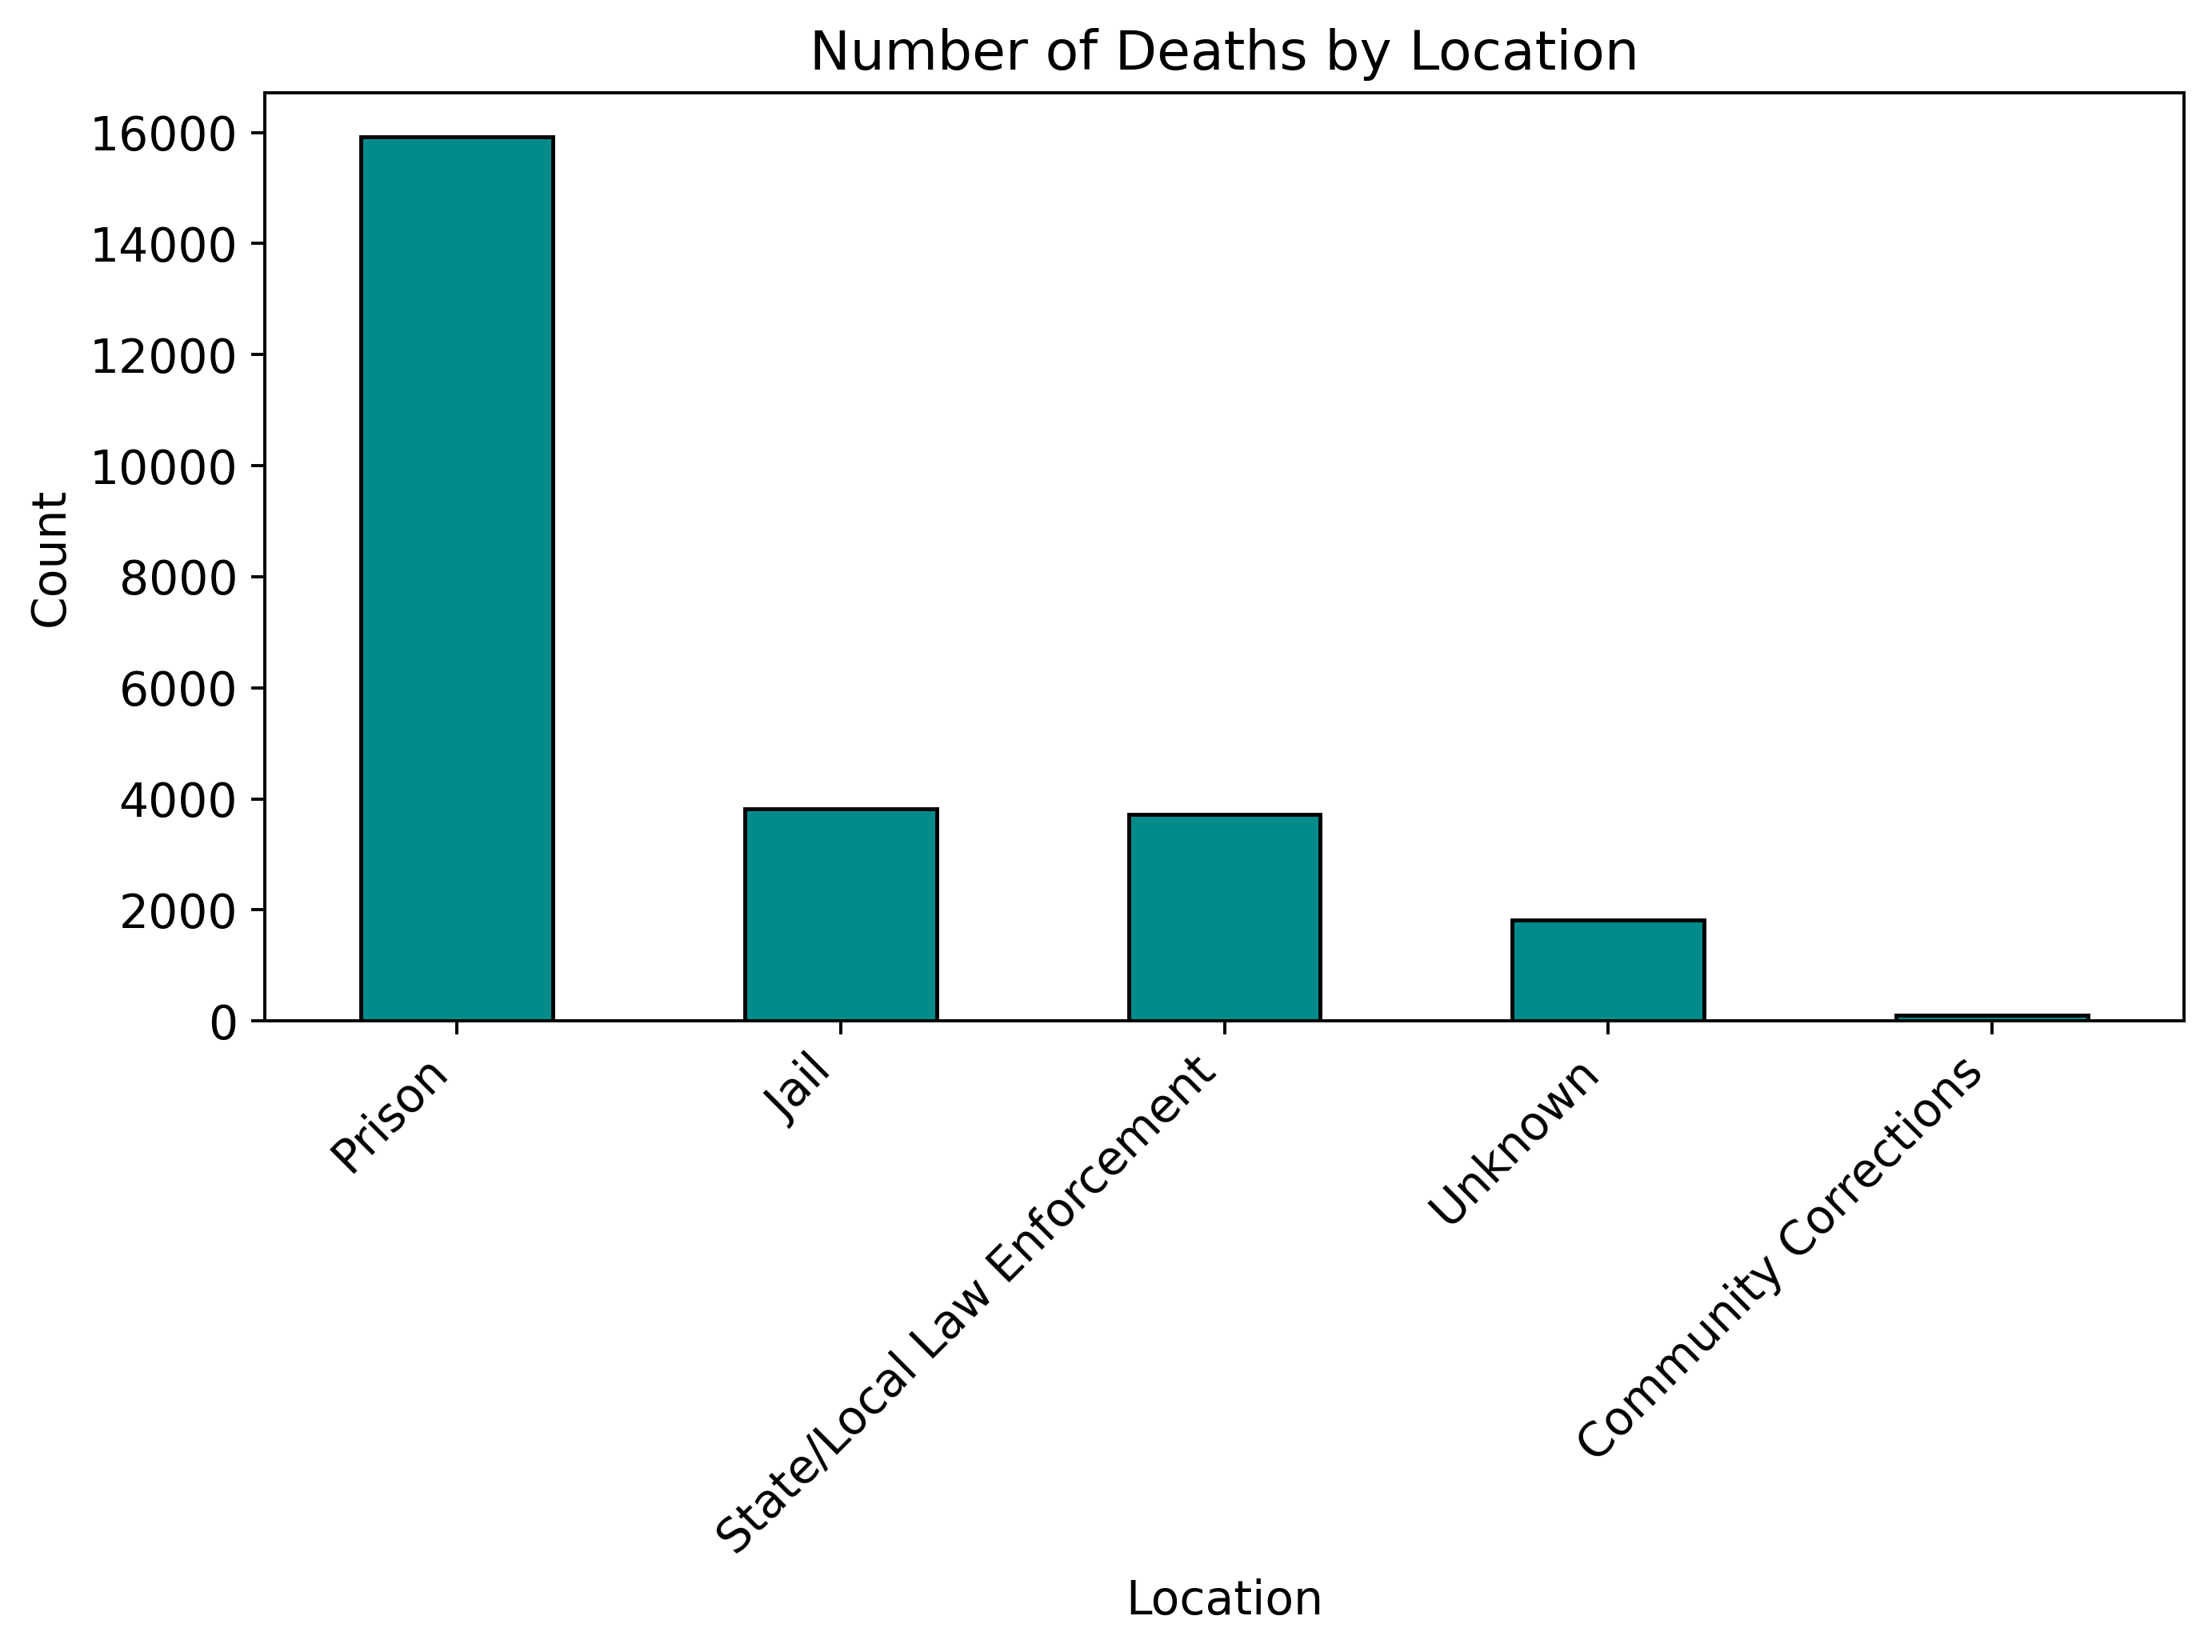 Number of Deaths by Location
Count
16000
14000
12000
10000
8000
6000
4000
2000
0
Prison
Jail
State/Local Law Enforcement
Unknown
Community Corrections
Location